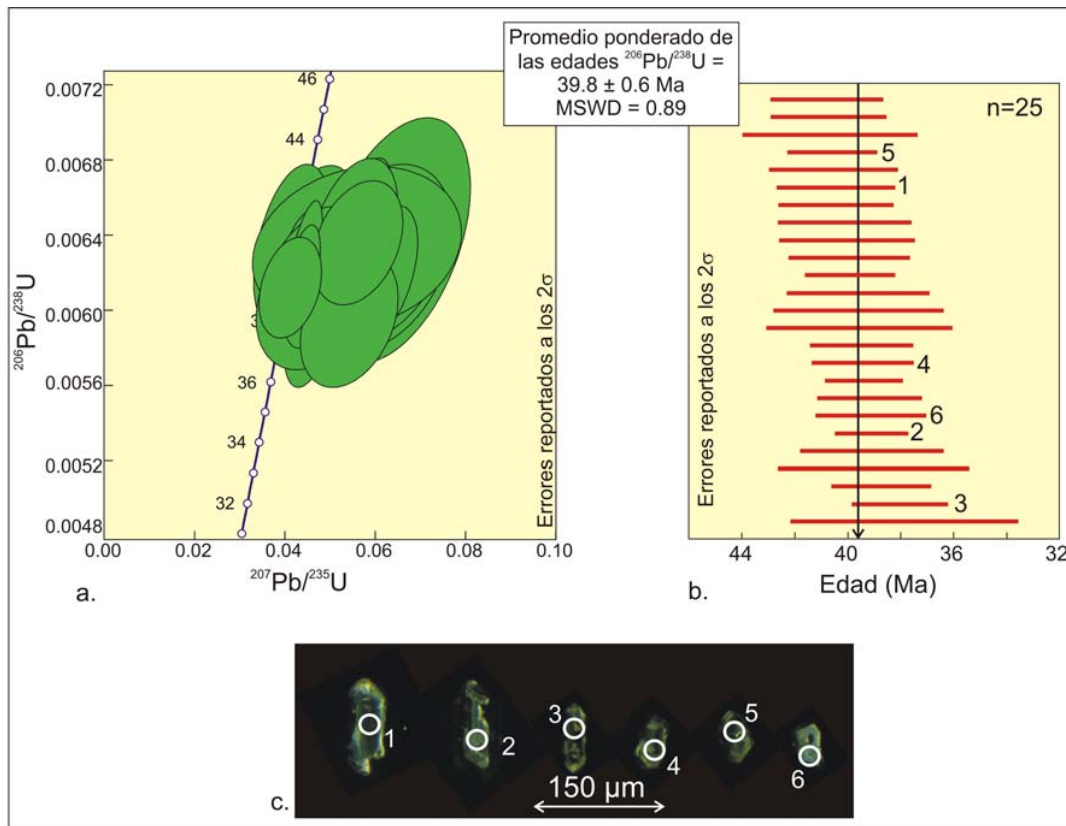 Promedio ponderado de
las edades ²⁰⁶Pb/²³⁸U =
39.8 ± 0.6 Ma
MSWD = 0.89
0.0072
0.0068
0.0064
0.0060
0.0056
0.0052
0.0048
²⁰⁶Pb/²³⁸U
46
44
3
36
34
32
Errores reportados a los 2σ
0.00
0.02
0.04
0.06
0.08
0.10
²⁰⁷Pb/²³⁵U
a.
n=25
Errores reportados a los 2σ
5
1
4
6
2
3
44
40
36
32
Edad (Ma)
b.
1
2
3
4
5
6
150 µm
c.